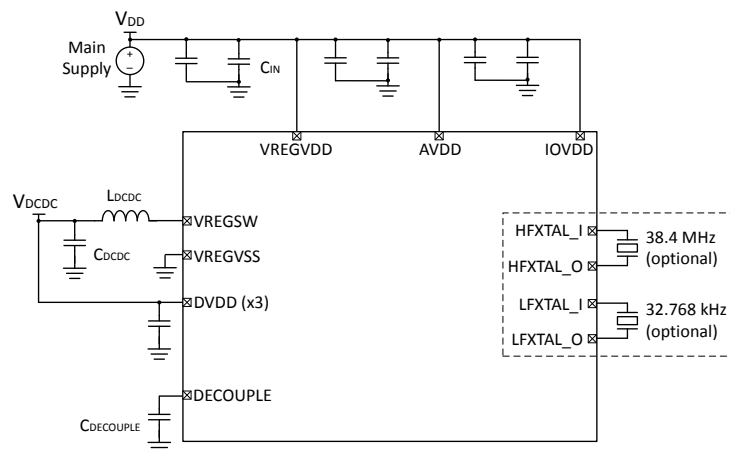 VDD
Main
Supply
+
–
CIN
VREGVDD
AVDD
IOVDD
VDCDC
LDCDC
VREGSW
CDCDC
VREGVSS
DVDD (x3)
DECOUPLE
CDECOUPLE
HFXTAL_I
38.4 MHz
(optional)
HFXTAL_O
LFXTAL_I
32.768 kHz
(optional)
LFXTAL_O